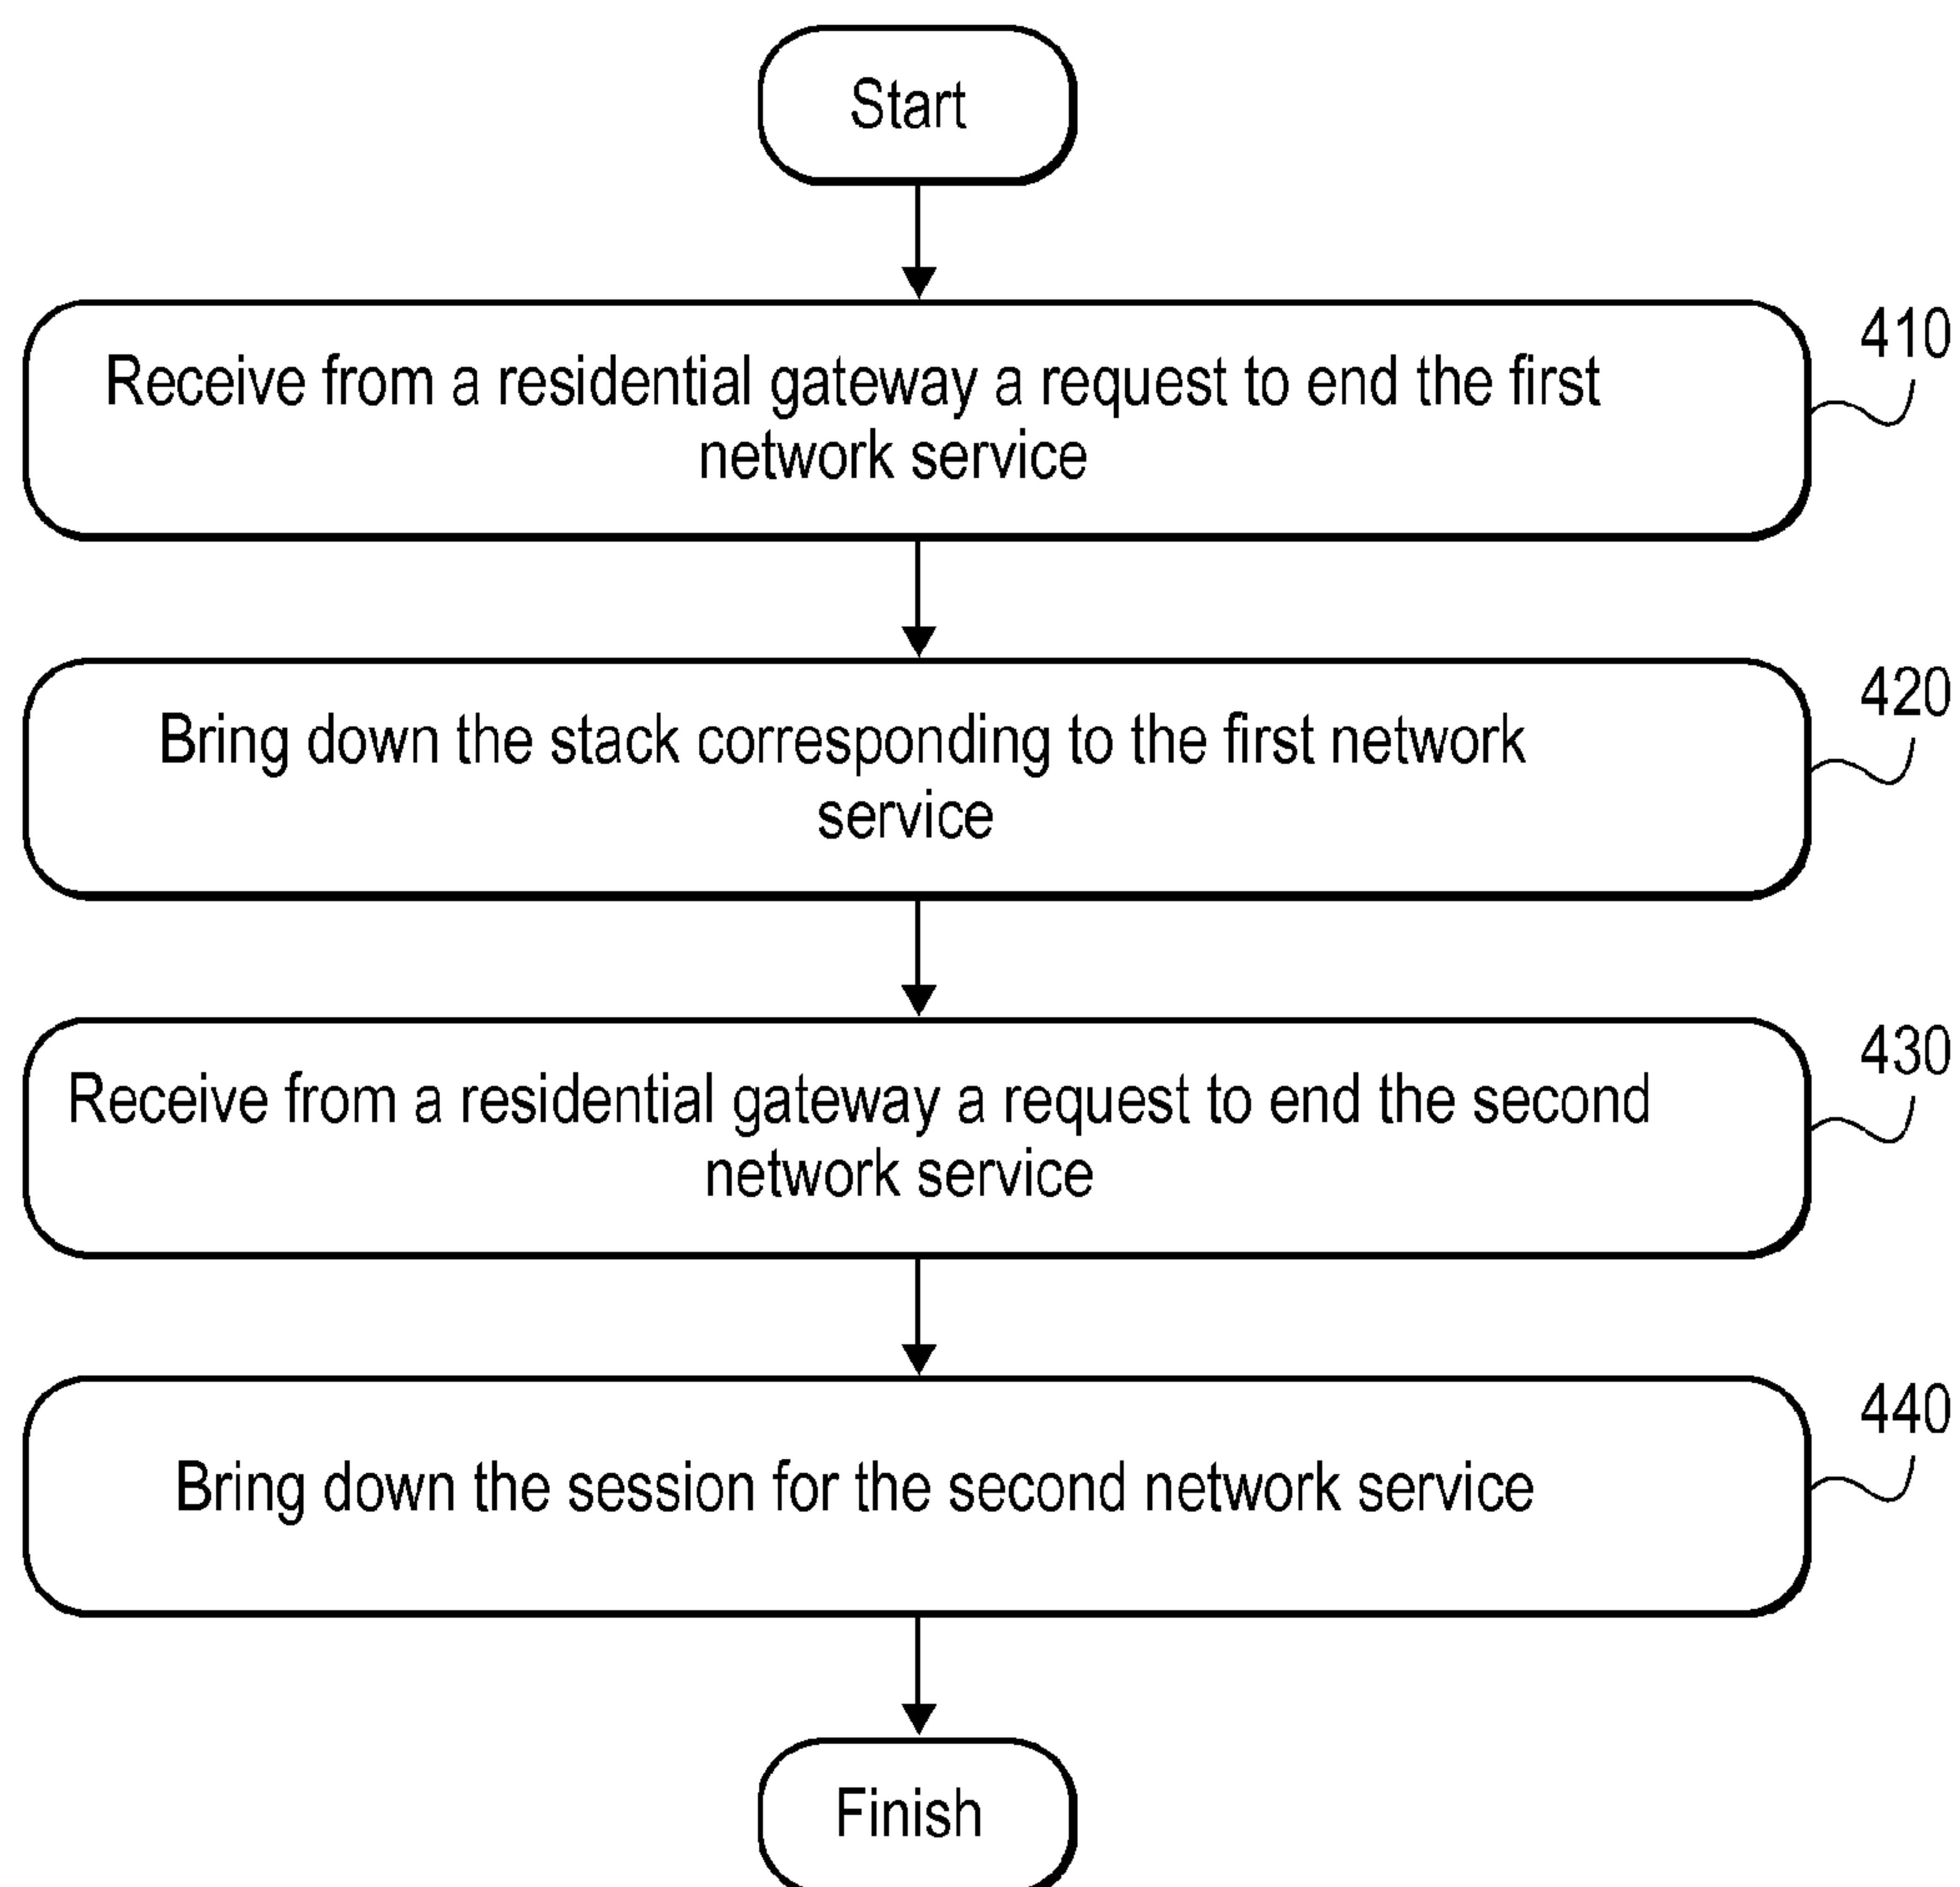 Start
410
Receive from a residential gateway a request to end the first
network service
420
Bring down the stack corresponding to the first network
service
430
Receive from a residential gateway a request to end the second
network service
440
Bring down the session for the second network service
Finish